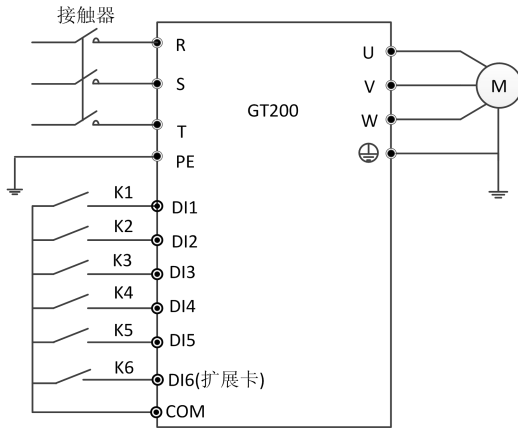 接触器
R
U
S
V
M
GT200
T
W
PE
K1
DI1
K2
DI2
K3
DI3
K4
DI4
K5
DI5
K6
DI6(扩展卡)
COM